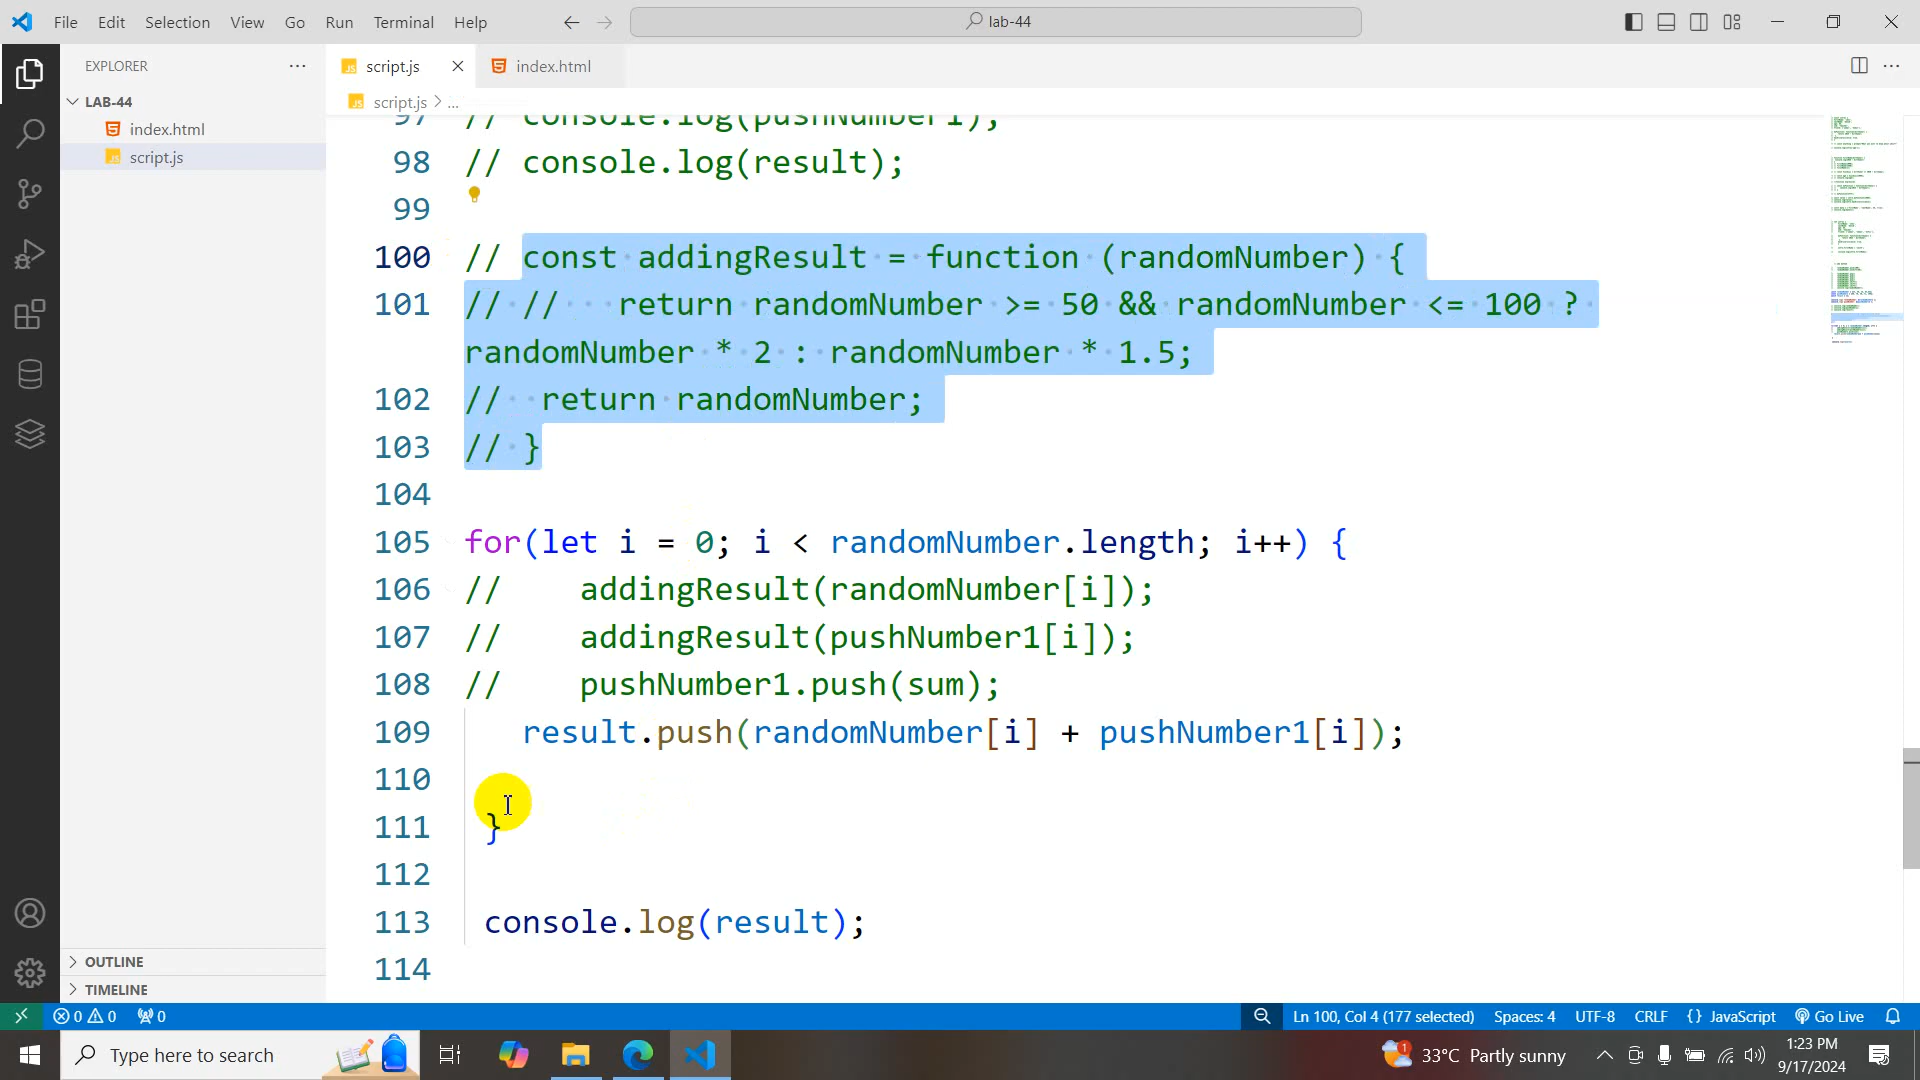 File Edit Selection View Go Run Terminal Help
lab-44
EXPLORER
LAB-44
index.html
script.js
OUTLINE
TIMELINE
script.js
index.html
script.js > ...
97 // console.log(pushNumber1);
98 // console.log(result);
99
100 // const addingResult = function (randomNumber) {
101 // //   return randomNumber >= 50 && randomNumber <= 100 ?
randomNumber * 2 : randomNumber * 1.5;
102 //  return randomNumber;
103 // }
104
105 for(let i = 0; i < randomNumber.length; i++) {
106 //    addingResult(randomNumber[i]);
107 //    addingResult(pushNumber1[i]);
108 //    pushNumber1.push(sum);
109    result.push(randomNumber[i] + pushNumber1[i]);
110
111  }
112
113  console.log(result);
114
0 0 0
Ln 100, Col 4 (177 selected) Spaces: 4 UTF-8 CRLF {} JavaScript Go Live
Type here to search
1
33°C Partly sunny
1:23 PM
9/17/2024